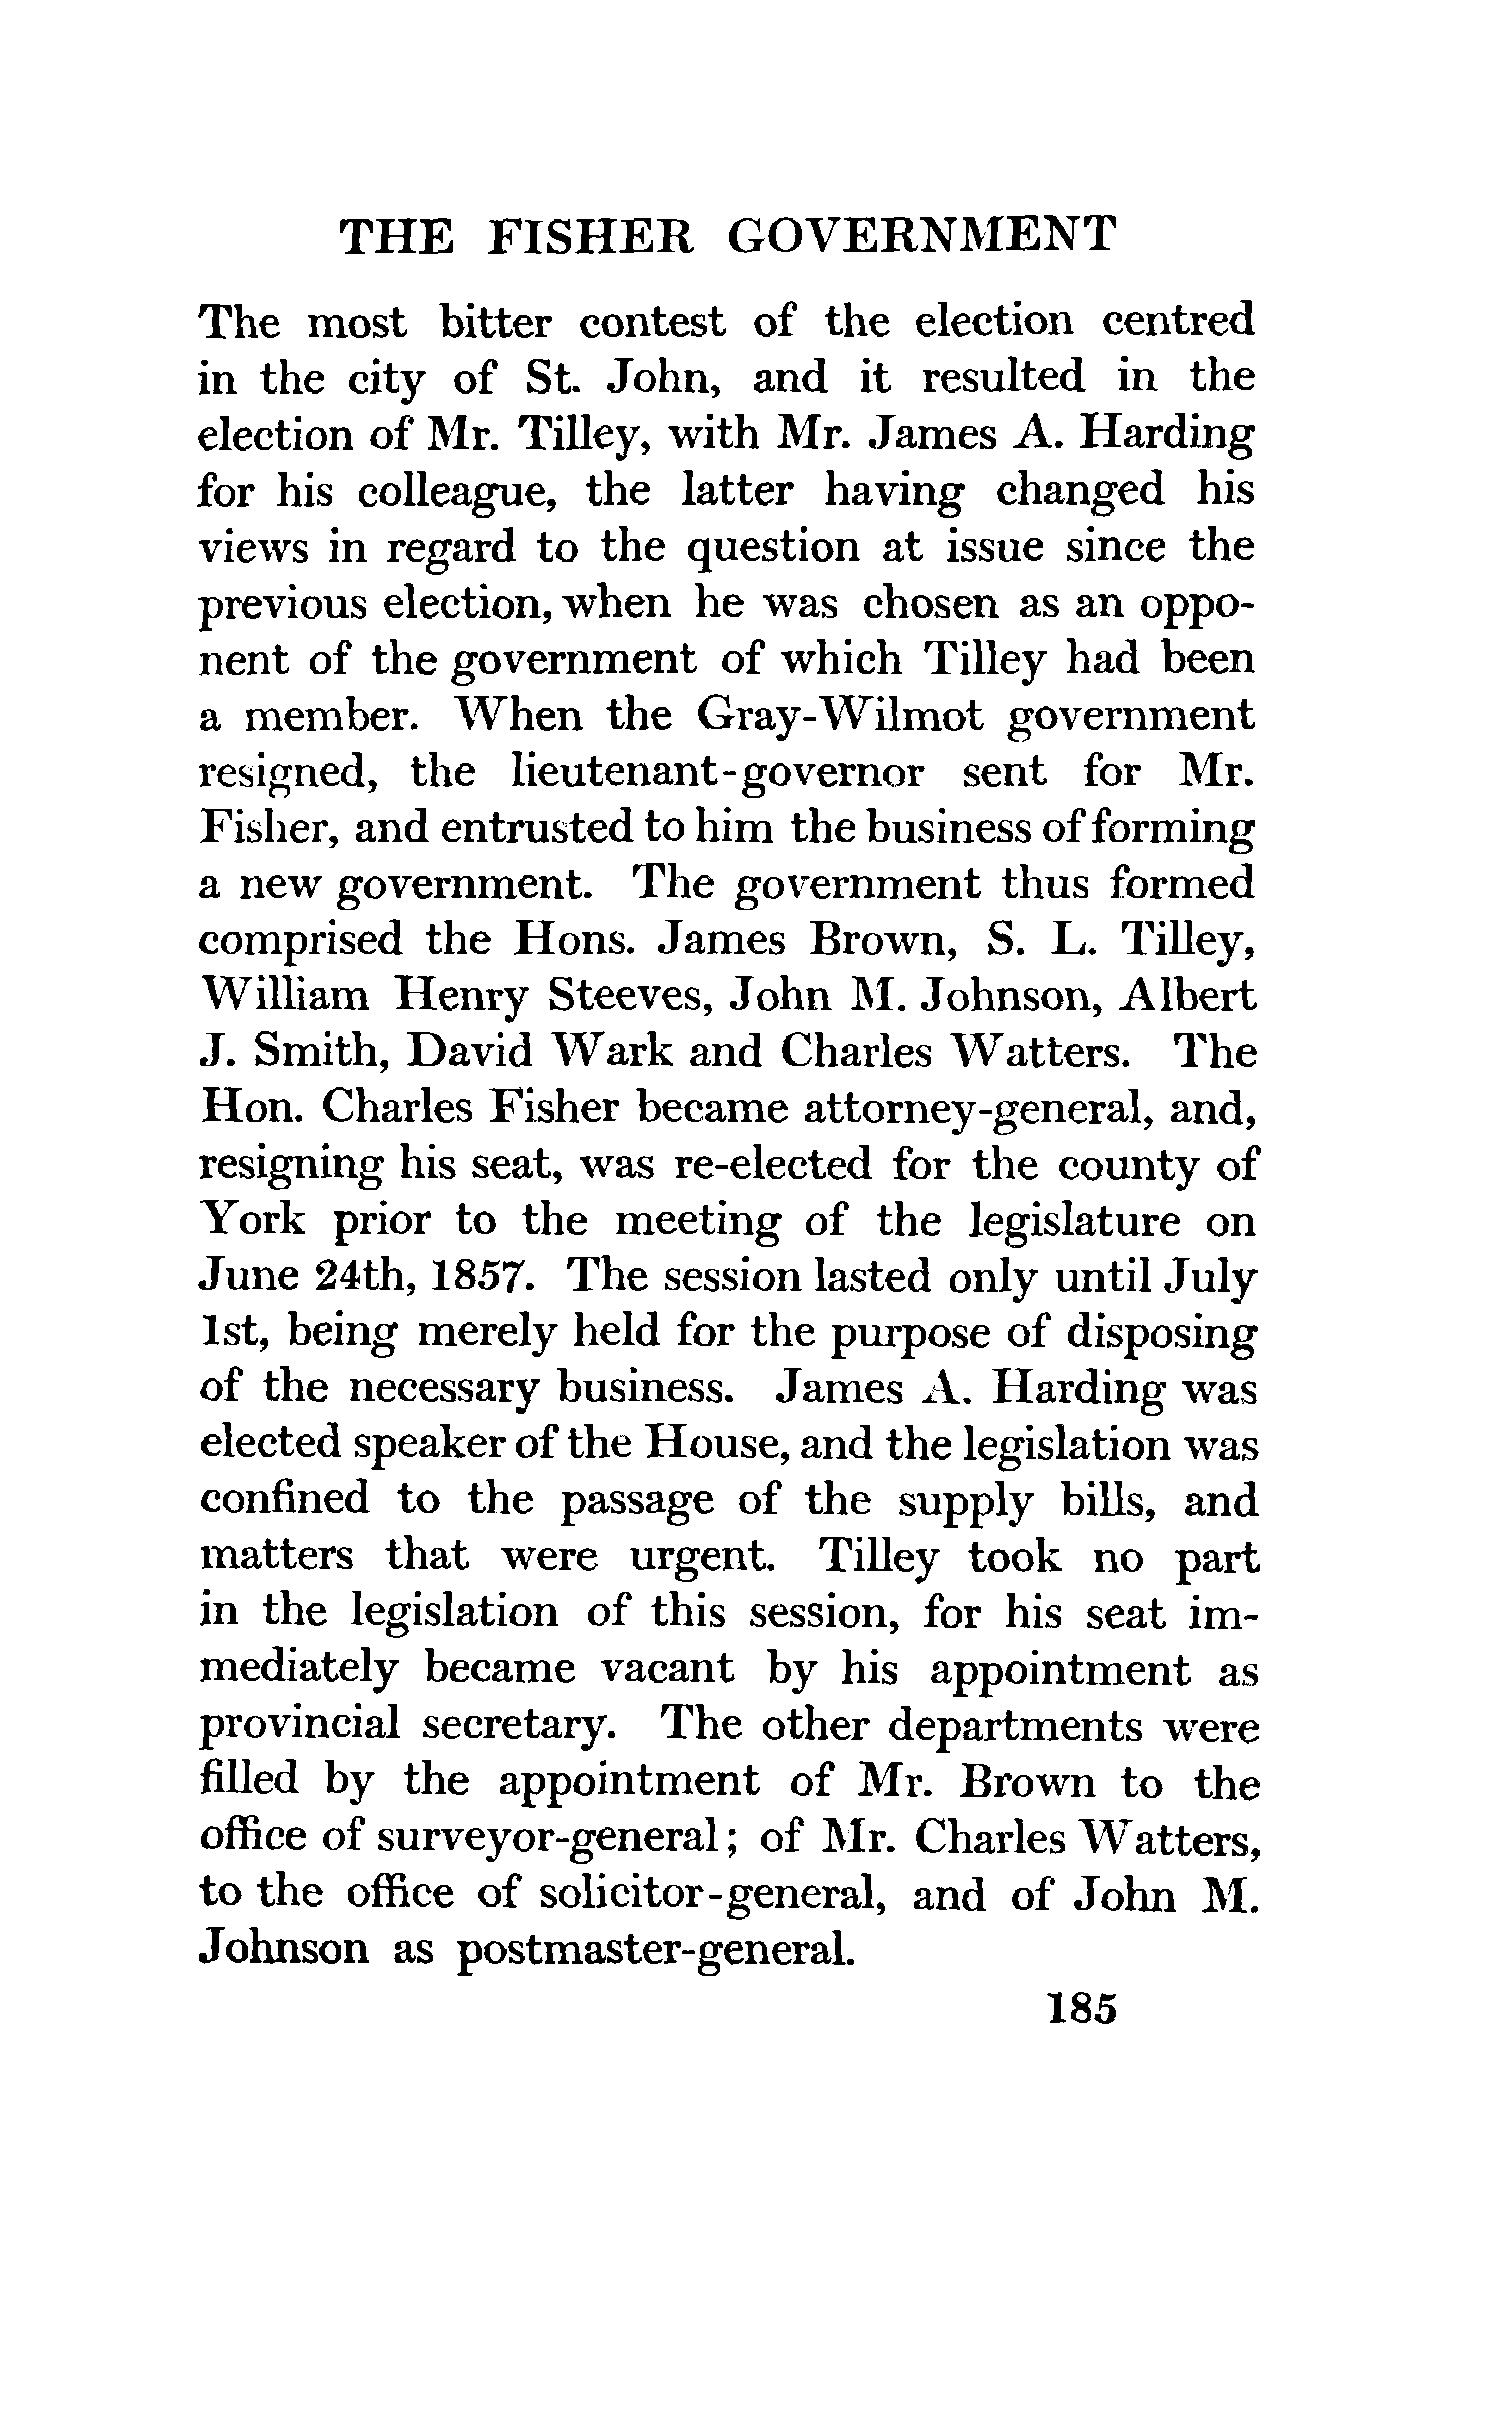 THE FISHER GOVERNMENT
The most bitter contest of the election centred
in the city of St. John, and it resulted in the
election of Mr. Tilley, with Mr. James A. Harding
for his colleague, the latter having changed his
views in regard to the question at issue since the
previous election, when he was chosen as an oppo-
nent of the government of which Tilley had been
a member. When the Gray-Wilmot government
resigned, the lieutenant-governor sent for Mr.
Fisher, and entrusted to him the business of forming
a new government. The government thus formed
comprised the Hons. James Brown, S. L. Tilley,
William Henry Steeves, John M. Johnson, Albert
J. Smith, David Wark and Charles Watters. The
Hon. Charles Fisher became attorney-general, and,
resigning his seat, was re-elected for the county of
York prior to the meeting of the legislature on
June 24th, 1857. The session lasted only until July
1st, being merely held for the purpose of disposing
of the necessary business. James A. Harding was
elected speaker of the House, and the legislation was
confined to the passage of the supply bills, and
matters that were urgent. Tilley took no part
in the legislation of this session, for his seat im-
mediately became vacant by his appointment as
provincial secretary. The other departments were
filled by the appointment of Mr. Brown to the
office of surveyor-general; of Mr. Charles Watters,
to the office of solicitor-general, and of John M.
Johnson as postmaster-general.
185